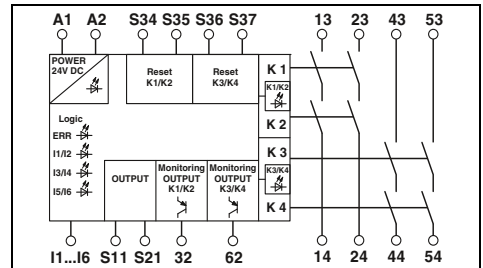 A1 A2 S34 S35 S36 S37 13 23 43 53
POWER
24V DC
Reset
K1/K2
Reset
K3/K4
K 1
K1/K2
K 2
Logic
ERR
I1/I2
I3/I4
I5/I6
K 3
K3/K4
K 4
OUTPUT
Monitoring
OUTPUT
K1/K2
Monitoring
OUTPUT
K3/K4
I1...I6 S11 S21 32 62 14 24 44 54